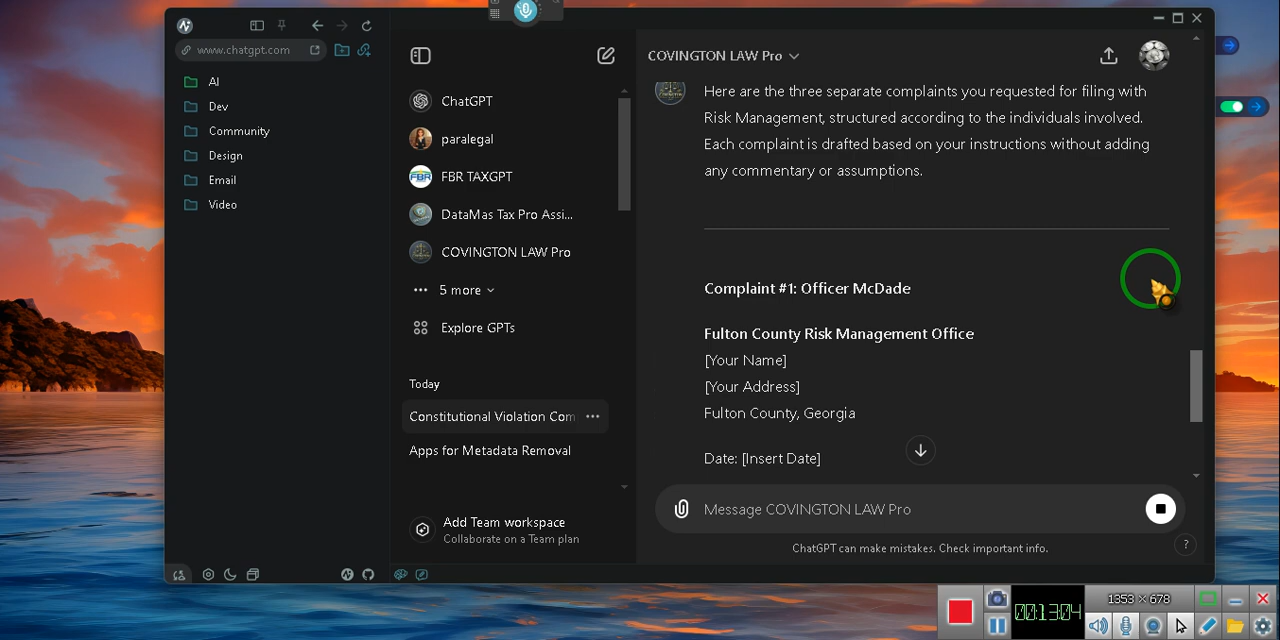 www.chatgpt.com
AI
Dev
Community
Design
Email
Video
ChatGPT
paralegal
FBR TAXGPT
DataMas Tax Pro Assi...
COVINGTON LAW Pro
5 more
Explore GPTs
Today
Constitutional Violation Com
Apps for Metadata Removal
Add Team workspace
Collaborate on a Team plan
COVINGTON LAW Pro
Here are the three separate complaints you requested for filing with
Risk Management, structured according to the individuals involved.
Each complaint is drafted based on your instructions without adding
any commentary or assumptions.
Complaint #1: Officer McDade
Fulton County Risk Management Office
[Your Name]
[Your Address]
Fulton County, Georgia
Date: [Insert Date]
Message COVINGTON LAW Pro
ChatGPT can make mistakes. Check important info.
?
00:13:04
1353 × 678